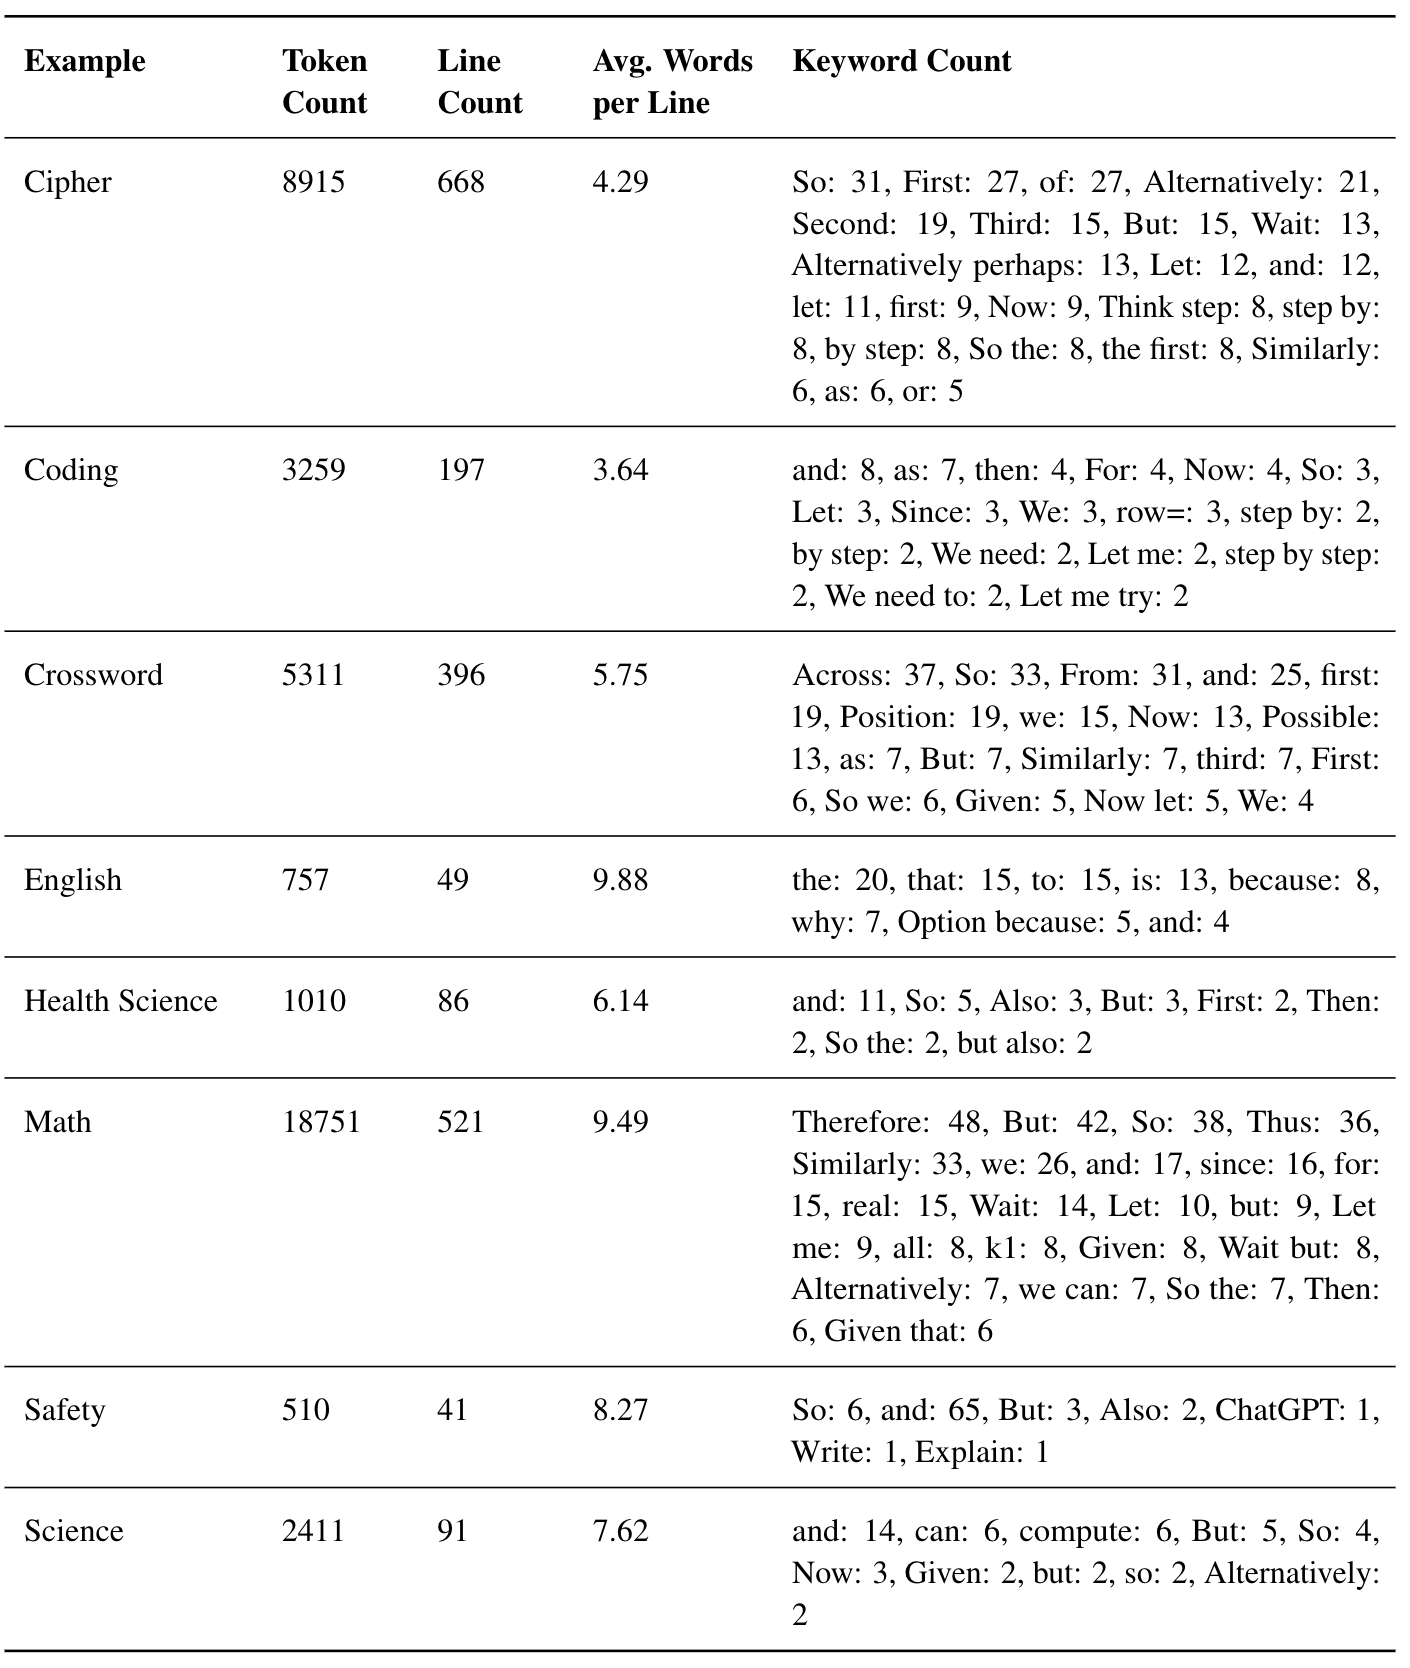 Example Token Count Line Count Avg. Words per Line Keyword Count
Cipher 8915 668 4.29 So: 31, First: 27, of: 27, Alternatively: 21,
Second: 19, Third: 15, But: 15, Wait: 13,
Alternatively perhaps: 13, Let: 12, and: 12,
let: 11, first: 9, Now: 9, Think step: 8, step by:
8, by step: 8, So the: 8, the first: 8, Similarly:
6, as: 6, or: 5
Coding 3259 197 3.64 and: 8, as: 7, then: 4, For: 4, Now: 4, So: 3,
Let: 3, Since: 3, We: 3, row=: 3, step by: 2,
by step: 2, We need: 2, Let me: 2, step by step:
2, We need to: 2, Let me try: 2
Crossword 5311 396 5.75 Across: 37, So: 33, From: 31, and: 25, first:
19, Position: 19, we: 15, Now: 13, Possible:
13, as: 7, But: 7, Similarly: 7, third: 7, First:
6, So we: 6, Given: 5, Now let: 5, We: 4
English 757 49 9.88 the: 20, that: 15, to: 15, is: 13, because: 8,
why: 7, Option because: 5, and: 4
Health Science 1010 86 6.14 and: 11, So: 5, Also: 3, But: 3, First: 2, Then:
2, So the: 2, but also: 2
Math 18751 521 9.49 Therefore: 48, But: 42, So: 38, Thus: 36,
Similarly: 33, we: 26, and: 17, since: 16, for:
15, real: 15, Wait: 14, Let: 10, but: 9, Let
me: 9, all: 8, k1: 8, Given: 8, Wait but: 8,
Alternatively: 7, we can: 7, So the: 7, Then:
6, Given that: 6
Safety 510 41 8.27 So: 6, and: 65, But: 3, Also: 2, ChatGPT: 1,
Write: 1, Explain: 1
Science 2411 91 7.62 and: 14, can: 6, compute: 6, But: 5, So: 4,
Now: 3, Given: 2, but: 2, so: 2, Alternatively:
2